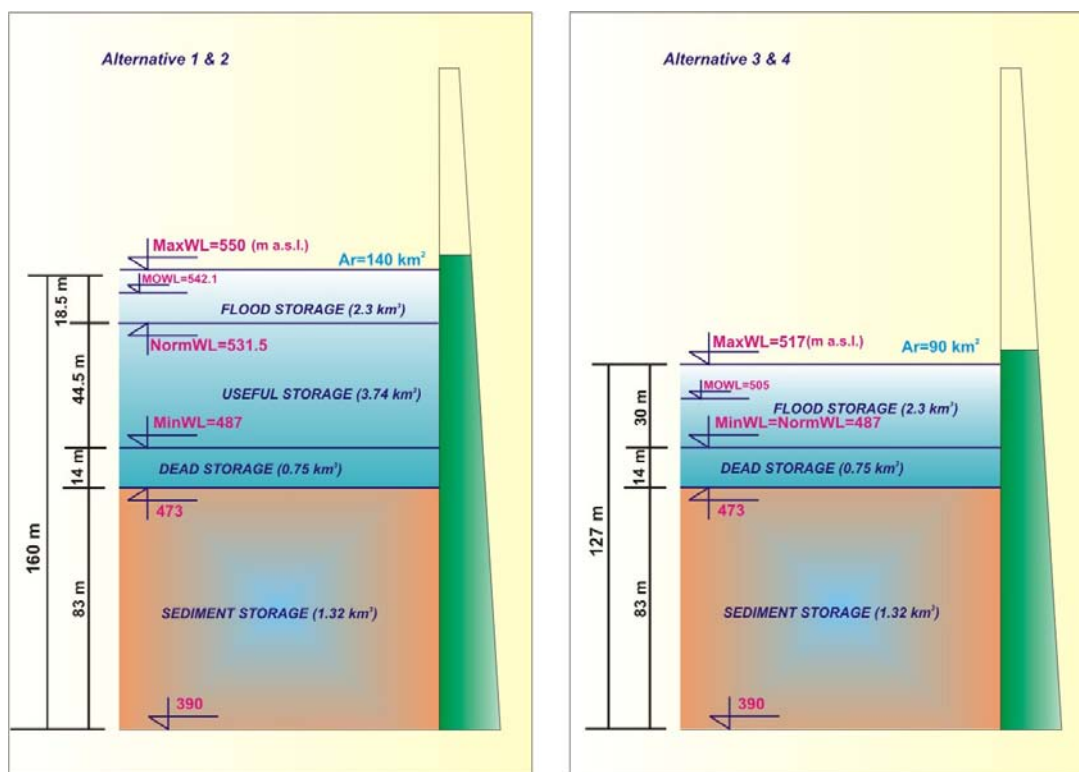 Alternative 1 & 2
MaxWL=550 (m a.s.l.)
Ar=140 km²
MOWL=542.1
18.5 m
FLOOD STORAGE (2.3 km³)
NormWL=531.5
44.5 m
USEFUL STORAGE (3.74 km³)
MinWL=487
14 m
DEAD STORAGE (0.75 km³)
473
160 m
83 m
SEDIMENT STORAGE (1.32 km³)
390
Alternative 3 & 4
MaxWL=517(m a.s.l.)
Ar=90 km²
MOWL=505
30 m
FLOOD STORAGE (2.3 km³)
MinWL=NormWL=487
14 m
DEAD STORAGE (0.75 km³)
473
127 m
83 m
SEDIMENT STORAGE (1.32 km³)
390